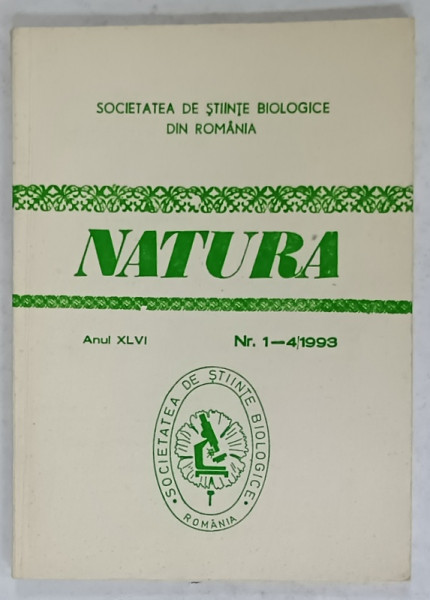 SOCIETATEA DE ȘTIINȚE BIOLOGICE
DIN ROMÂNIA
NATURA
Anul XLVI
Nr. 1—4/1993
SOCIETATEA DE ȘTIINȚE BIOLOGICE
ROMÂNIA